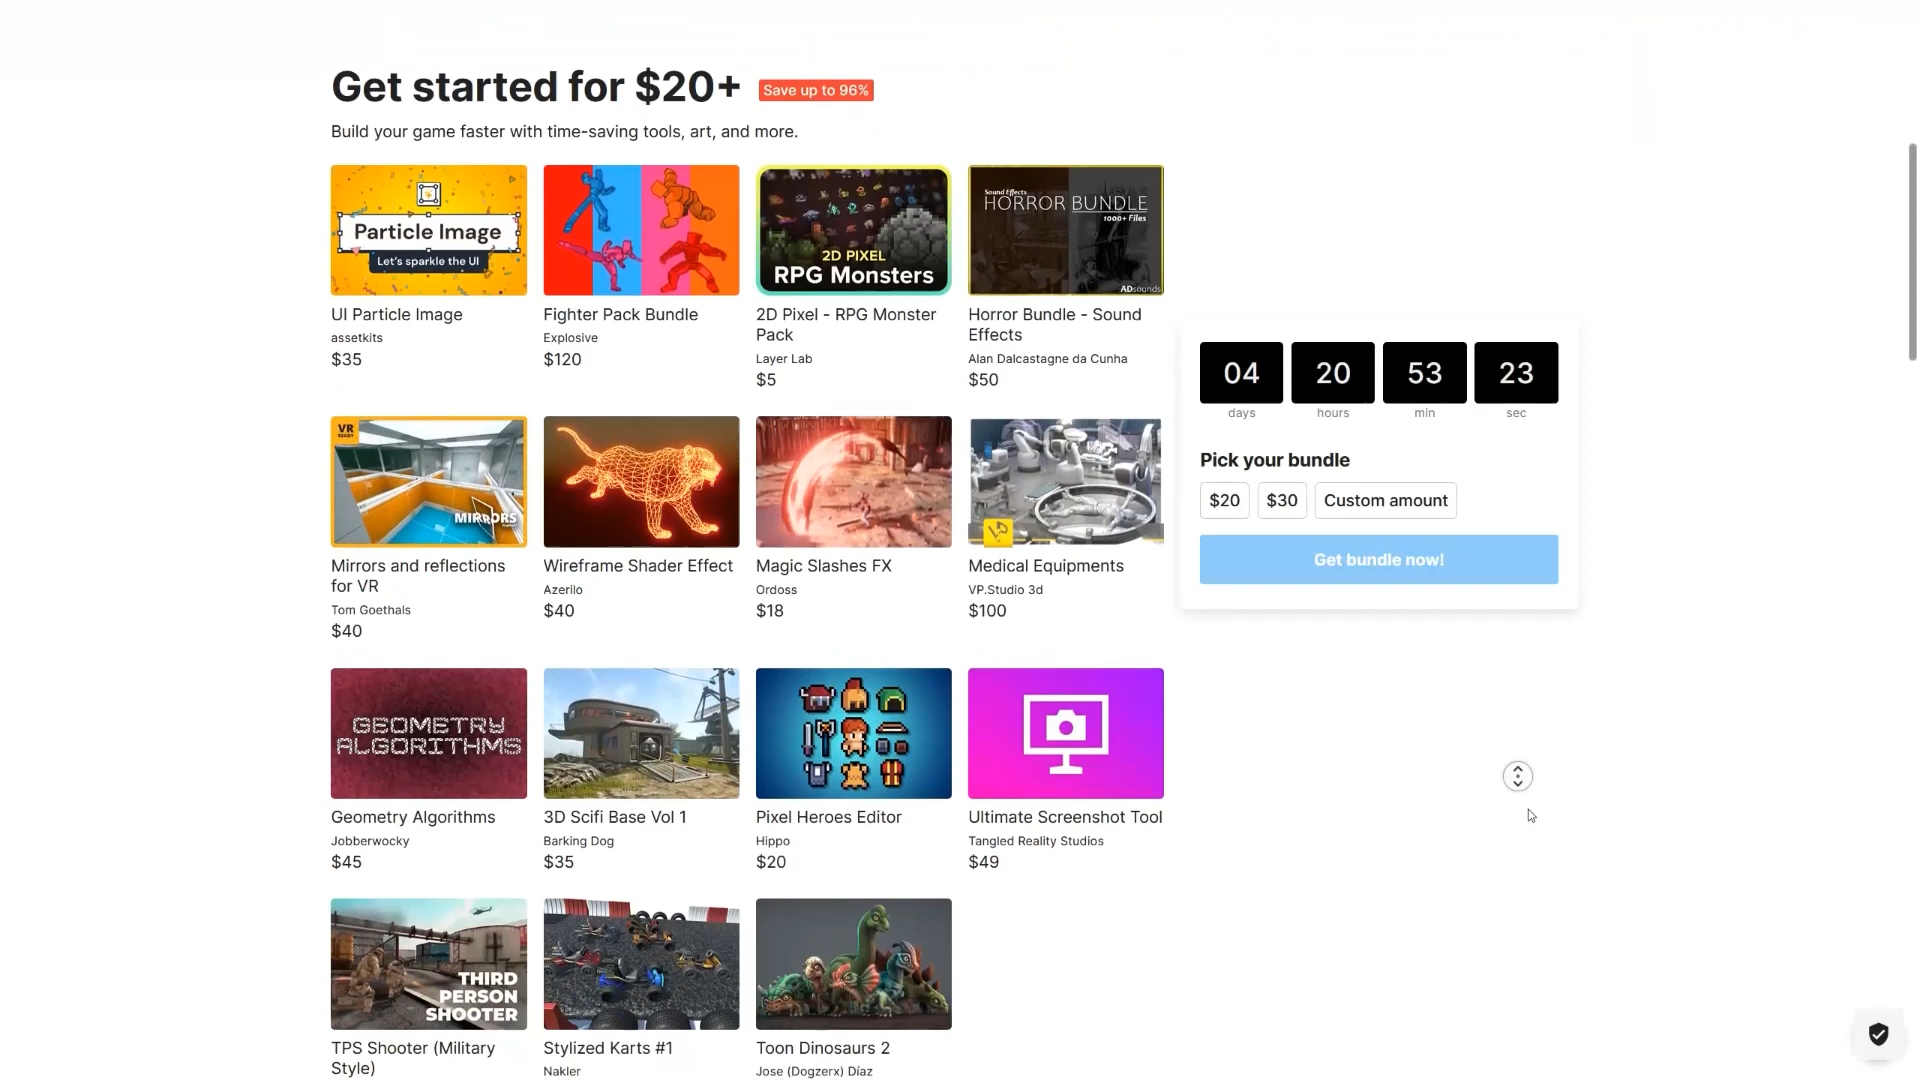 Get started for $20+
Save up to 96%
Build your game faster with time-saving tools, art, and more.
Particle Image
Let's sparkle the UI
UI Particle Image
assetkits
$35
Fighter Pack Bundle
Explosive
$120
2D PIXEL
RPG Monsters
2D Pixel - RPG Monster
Pack
Layer Lab
$5
Sound Effects
HORROR BUNDLE
1000+ Files
ADsounds
Horror Bundle - Sound
Effects
Alan Dalcastagne da Cunha
$50
04
20
53
23
days
hours
min
sec
Pick your bundle
$20
$30
Custom amount
Get bundle now!
VR
READY
MIRRORS
Mirrors and reflections
for VR
Tom Goethals
$40
Wireframe Shader Effect
Azerilo
$40
Magic Slashes FX
Ordoss
$18
VP
Medical Equipments
VP.Studio 3d
$100
GEOMETRY
ALGORITHMS
Geometry Algorithms
Jobberwocky
$45
3D Scifi Base Vol 1
Barking Dog
$35
Pixel Heroes Editor
Hippo
$20
Ultimate Screenshot Tool
Tangled Reality Studios
$49
THIRD
PERSON
SHOOTER
TPS Shooter (Military
Style)
Stylized Karts #1
Nakler
Toon Dinosaurs 2
Jose (Dogzerx) Díaz